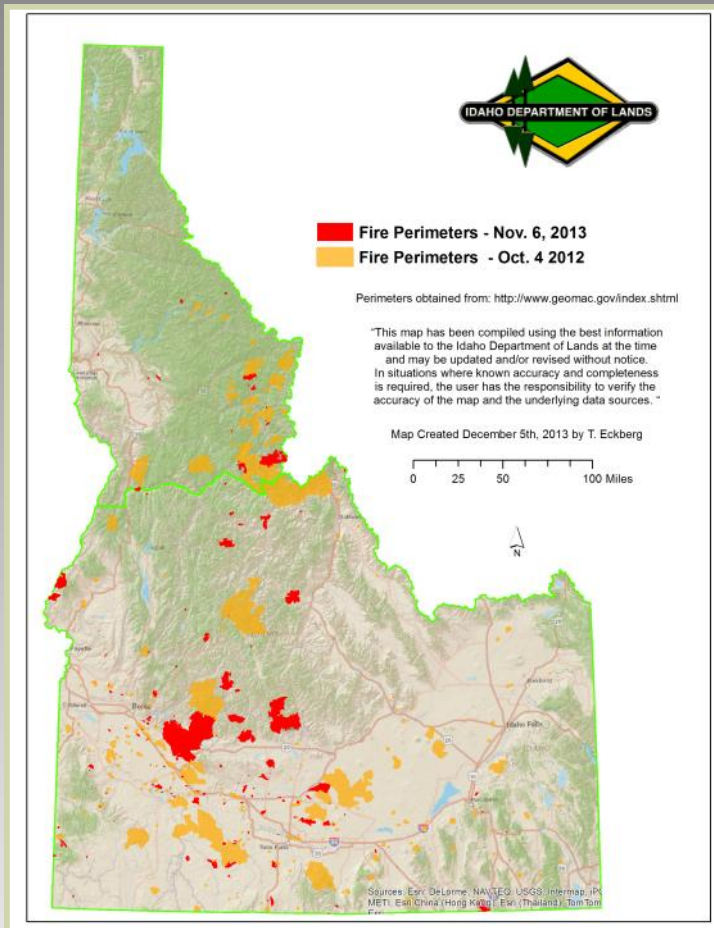 IDAHO DEPARTMENT OF LANDS
Fire Perimeters - Nov. 6, 2013
Fire Perimeters - Oct. 4 2012
Perimeters obtained from: http://www.geomac.gov/index.shtml
"This map has been compiled using the best information
available to the Idaho Department of Lands at the time
and may be updated and/or revised without notice.
In situations where known accuracy and completeness
is required, the user has the responsibility to verify the
accuracy of the map and the underlying data sources. "
Map Created December 5th, 2013 by T. Eckberg
0 25 50 100 Miles
N
Boise
Idaho Falls
Twin Falls
Sources: Esri, DeLorme, NAVTEQ, USGS, Intermap, iPC,
METI, Esri China (Hong Kong), Esri (Thailand), TomTom